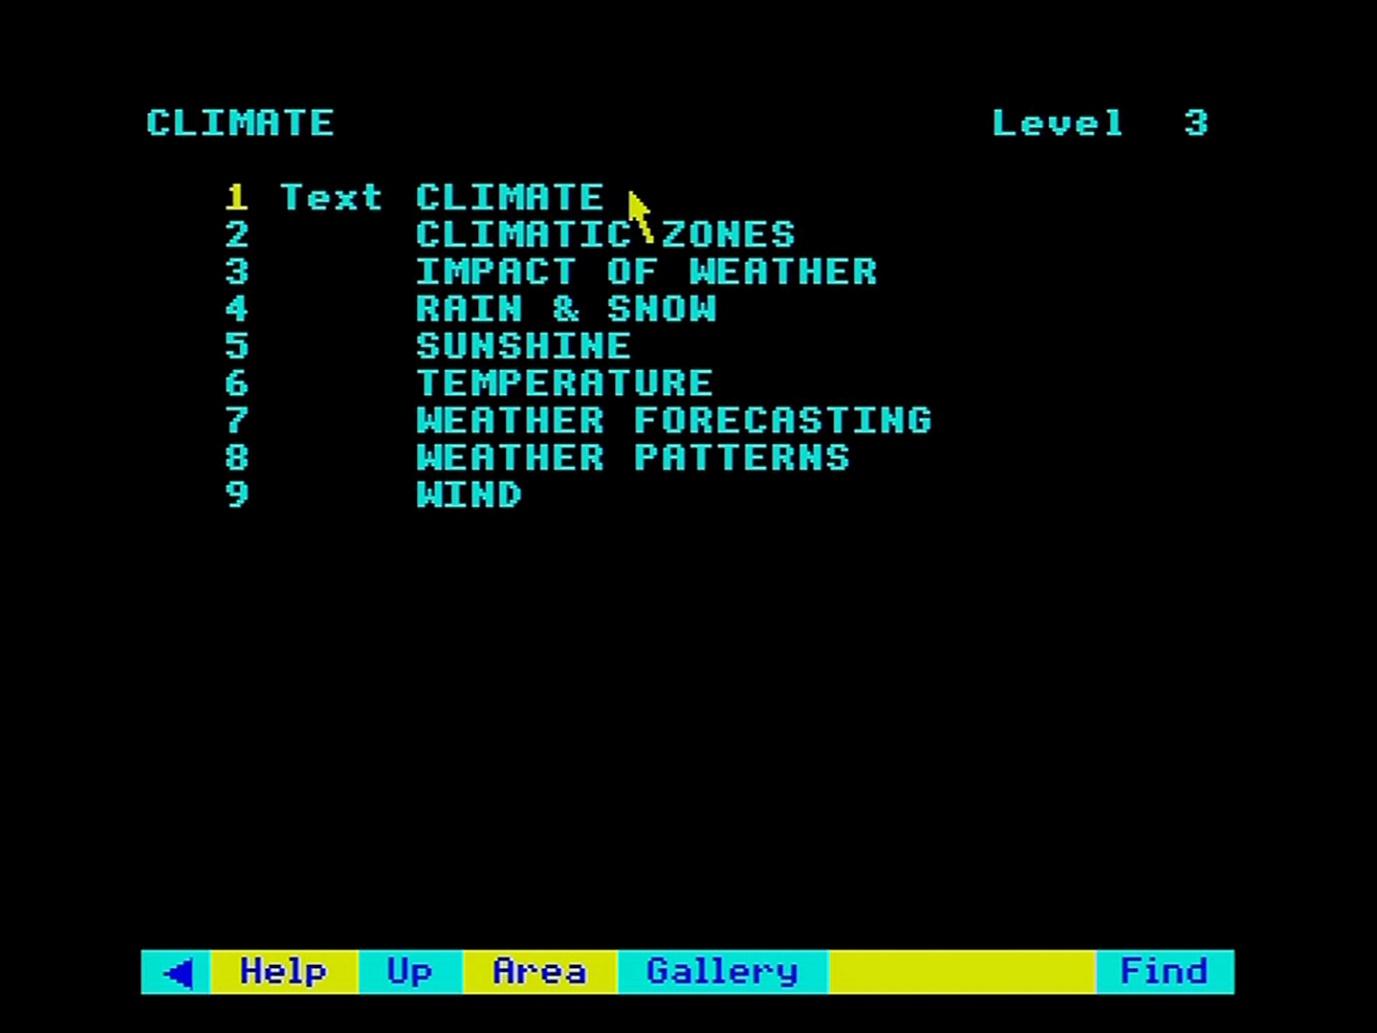 CLIMATE Level 3
1 Text CLIMATE
2 CLIMATIC ZONES
3 IMPACT OF WEATHER
4 RAIN & SNOW
5 SUNSHINE
6 TEMPERATURE
7 WEATHER FORECASTING
8 WEATHER PATTERNS
9 WIND
Help Up Area Gallery Find